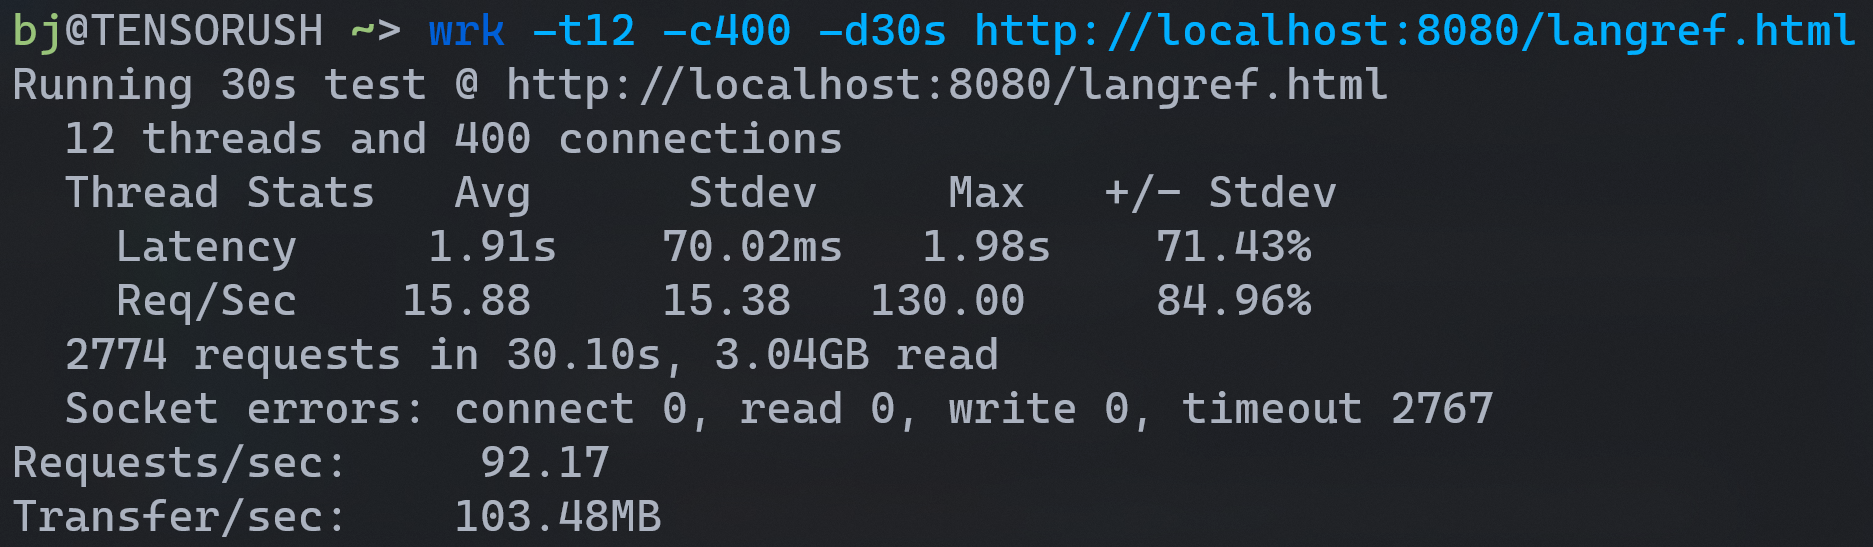 bj@TENSORUSH ~> wrk -t12 -c400 -d30s http://localhost:8080/langref.html
Running 30s test @ http://localhost:8080/langref.html
  12 threads and 400 connections
  Thread Stats   Avg      Stdev     Max   +/- Stdev
    Latency     1.91s    70.02ms   1.98s    71.43%
    Req/Sec    15.88     15.38   130.00     84.96%
  2774 requests in 30.10s, 3.04GB read
  Socket errors: connect 0, read 0, write 0, timeout 2767
Requests/sec:     92.17
Transfer/sec:    103.48MB